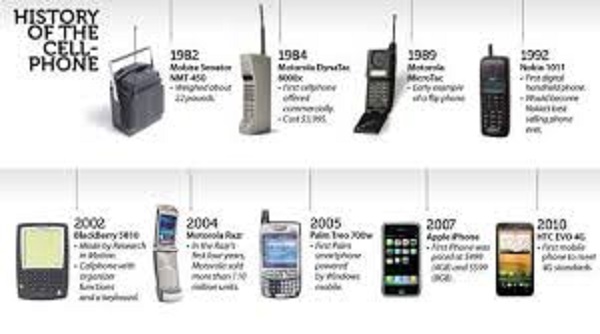 HISTORY
OF THE
CELL-
PHONE
1982
Mobira Senator
NMT-450
• Weighed about
22 pounds.
1984
Motorola DynaTac
8000x
• First cellphone
offered
commercially.
• Cost $3,995.
1989
Motorola
MicroTac
• Early example
of a flip phone
1992
Nokia 1011
• First digital
handheld phone.
• Would become
Nokia's best
selling phone
ever.
2002
BlackBerry 5810
• Made by Research
in Motion.
• Cellphone with
organizer
functions
and a keyboard.
2004
Motorola Razr
• In the Razr's
first four years,
Motorola sold
more than 110
million units.
2005
Palm Treo 700w
• First Palm
smartphone
powered
by Windows
mobile.
2007
Apple iPhone
• First iPhone was
priced at $499
(4GB) and $599
(8GB).
2010
HTC EVO 4G
• First mobile
phone to meet
4G standards.